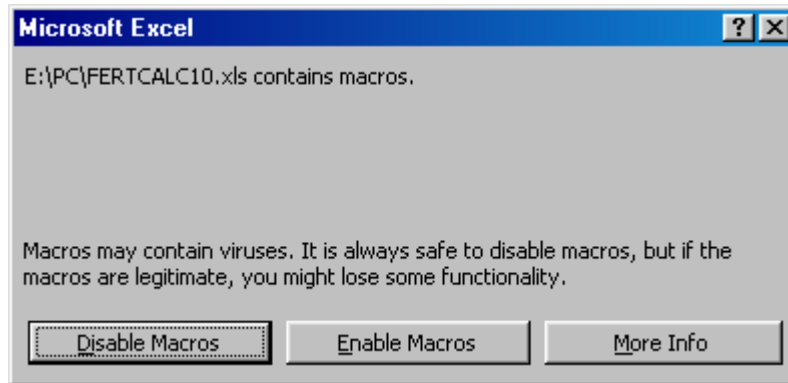 Microsoft Excel
E:\PC\FERTCALC10.xls contains macros.
Macros may contain viruses. It is always safe to disable macros, but if the
macros are legitimate, you might lose some functionality.
Disable Macros Enable Macros More Info